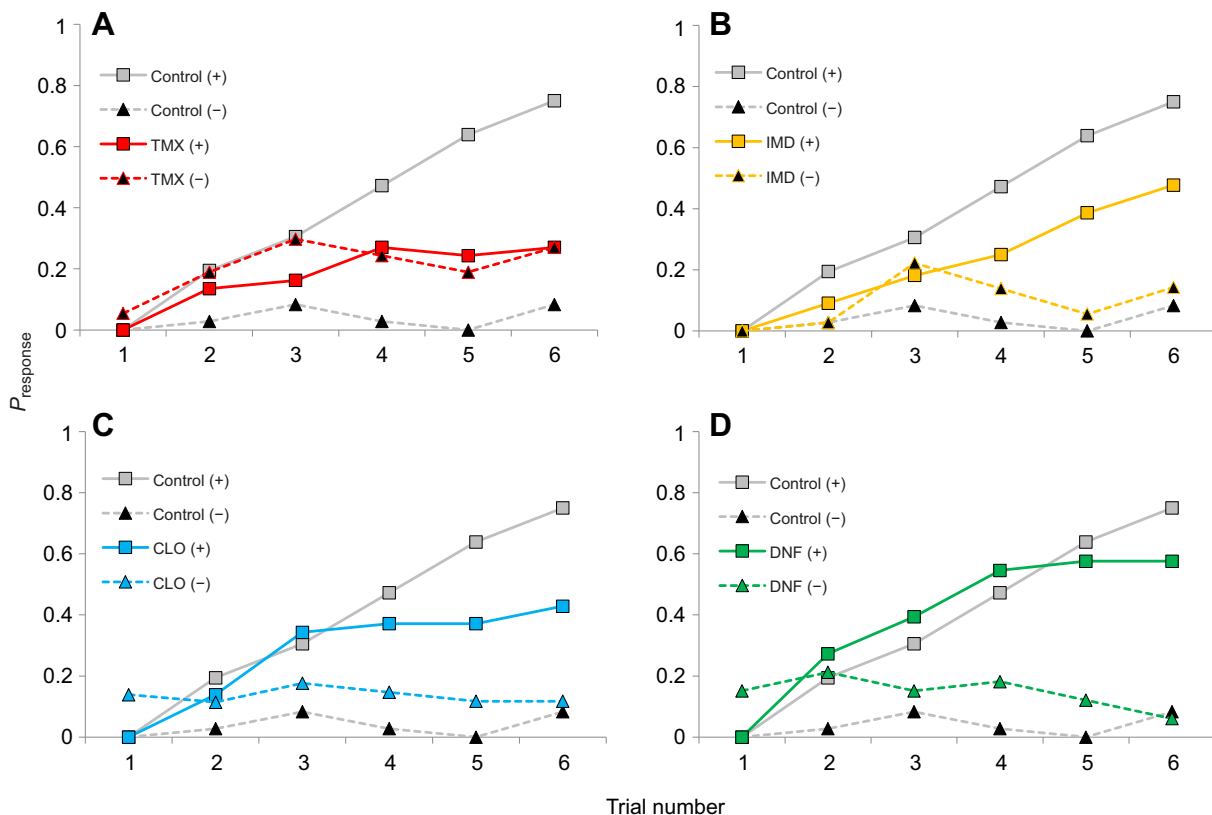 A
1
0.8
0.6
0.4
0.2
0
1 2 3 4 5 6
Control (+)
Control (−)
TMX (+)
TMX (−)
B
1
0.8
0.6
0.4
0.2
0
1 2 3 4 5 6
Control (+)
Control (−)
IMD (+)
IMD (−)
Presponse
C
1
0.8
0.6
0.4
0.2
0
1 2 3 4 5 6
Control (+)
Control (−)
CLO (+)
CLO (−)
D
1
0.8
0.6
0.4
0.2
0
1 2 3 4 5 6
Control (+)
Control (−)
DNF (+)
DNF (−)
Trial number